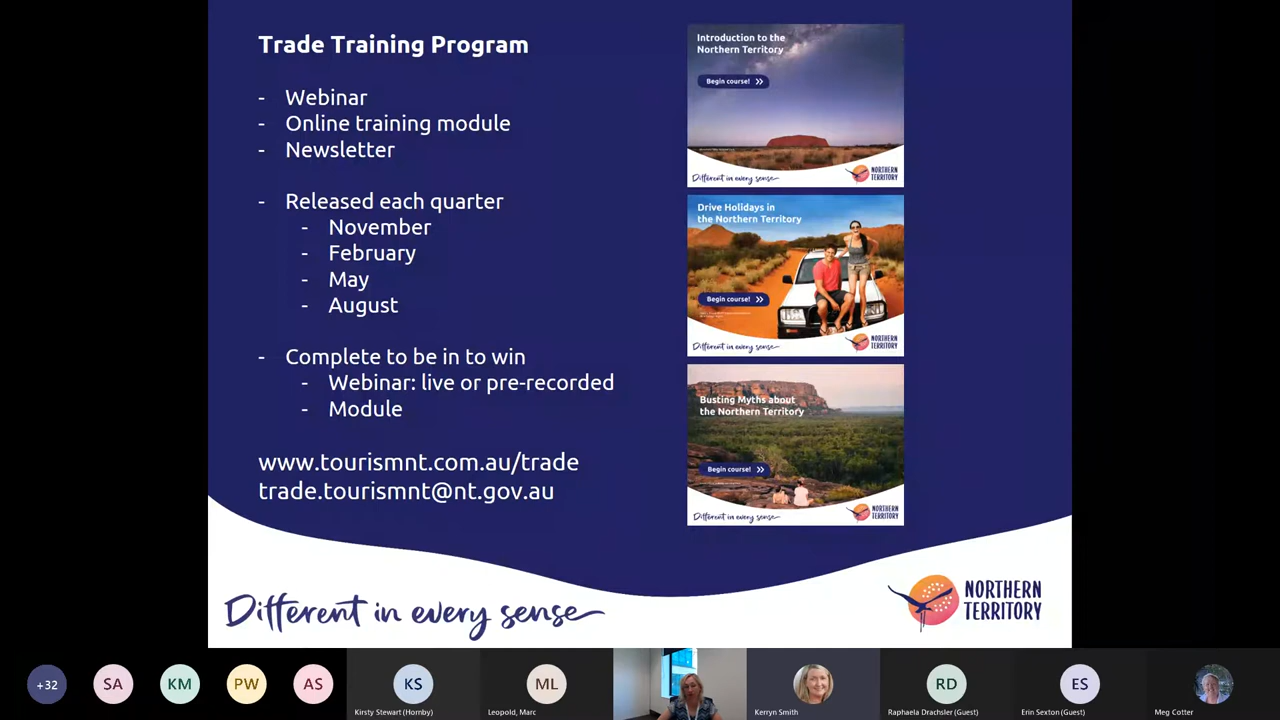 Trade Training Program
- Webinar
- Online training module
- Newsletter
- Released each quarter
- November
- February
- May
- August
- Complete to be in to win
- Webinar: live or pre-recorded
- Module
www.tourismnt.com.au/trade
trade.tourismnt@nt.gov.au
Introduction to the
Northern Territory
Begin course!
Different in every sense
NORTHERN
TERRITORY
Drive Holidays in
the Northern Territory
Begin course!
Different in every sense
NORTHERN
TERRITORY
Busting Myths about
the Northern Territory
Begin course!
Different in every sense
NORTHERN
TERRITORY
Different in every sense
NORTHERN
TERRITORY
+32
SA
KM
PW
AS
KS
Kirsty Stewart (Hornby)
ML
Leopold, Marc
Kerryn Smith
RD
Raphaela Drachsler (Guest)
ES
Erin Sexton (Guest)
Meg Cotter